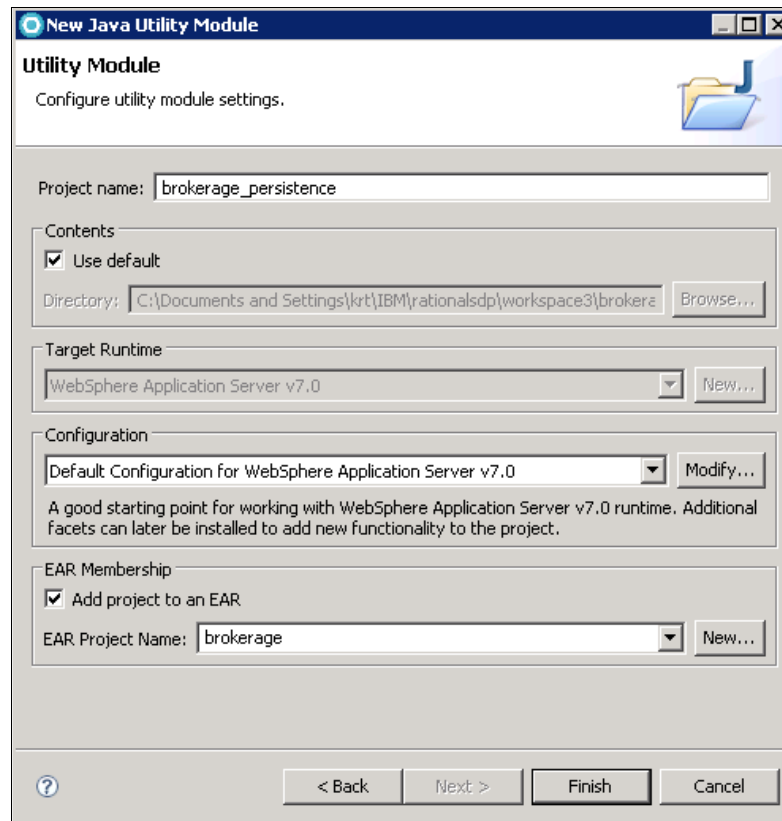 New Java Utility Module
Utility Module
Configure utility module settings.
Project name: brokerage_persistence
Contents
Use default
Directory: C:\Documents and Settings\krt\IBM\rationalsdp\workspace3\brokera Browse...
Target Runtime
WebSphere Application Server v7.0 New...
Configuration
Default Configuration for WebSphere Application Server v7.0 Modify...
A good starting point for working with WebSphere Application Server v7.0 runtime. Additional
facets can later be installed to add new functionality to the project.
EAR Membership
Add project to an EAR
EAR Project Name: brokerage New...
? < Back Next > Finish Cancel